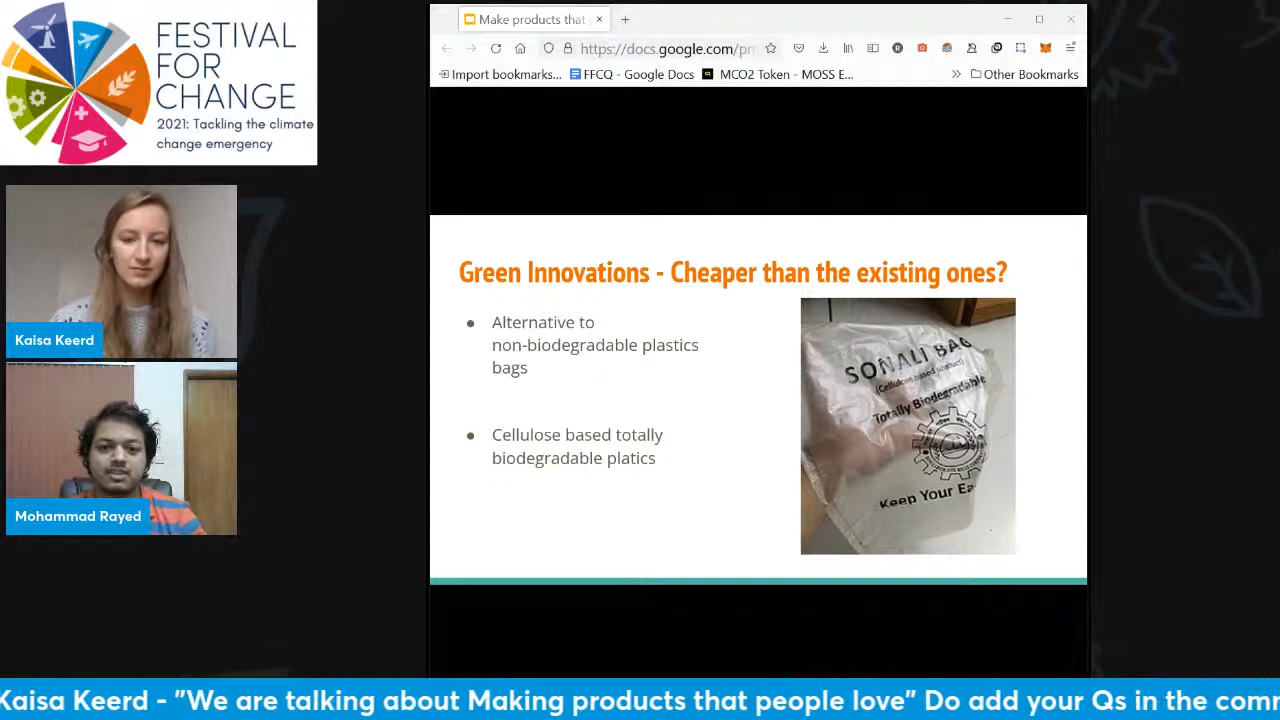 FESTIVAL
FOR
CHANGE
2021: Tackling the climate
change emergency
Make products that
https://docs.google.com/pr
Import bookmarks...
FFCQ - Google Docs
MCO2 Token - MOSS E...
Other Bookmarks
Green Innovations - Cheaper than the existing ones?
Alternative to
non-biodegradable plastics
bags
Cellulose based totally
biodegradable platics
SONALI BAG
Totally Biodegradable
Keep Your Ea
Kaisa Keerd
Mohammad Rayed
Kaisa Keerd - "We are talking about Making products that people love" Do add your Qs in the comm